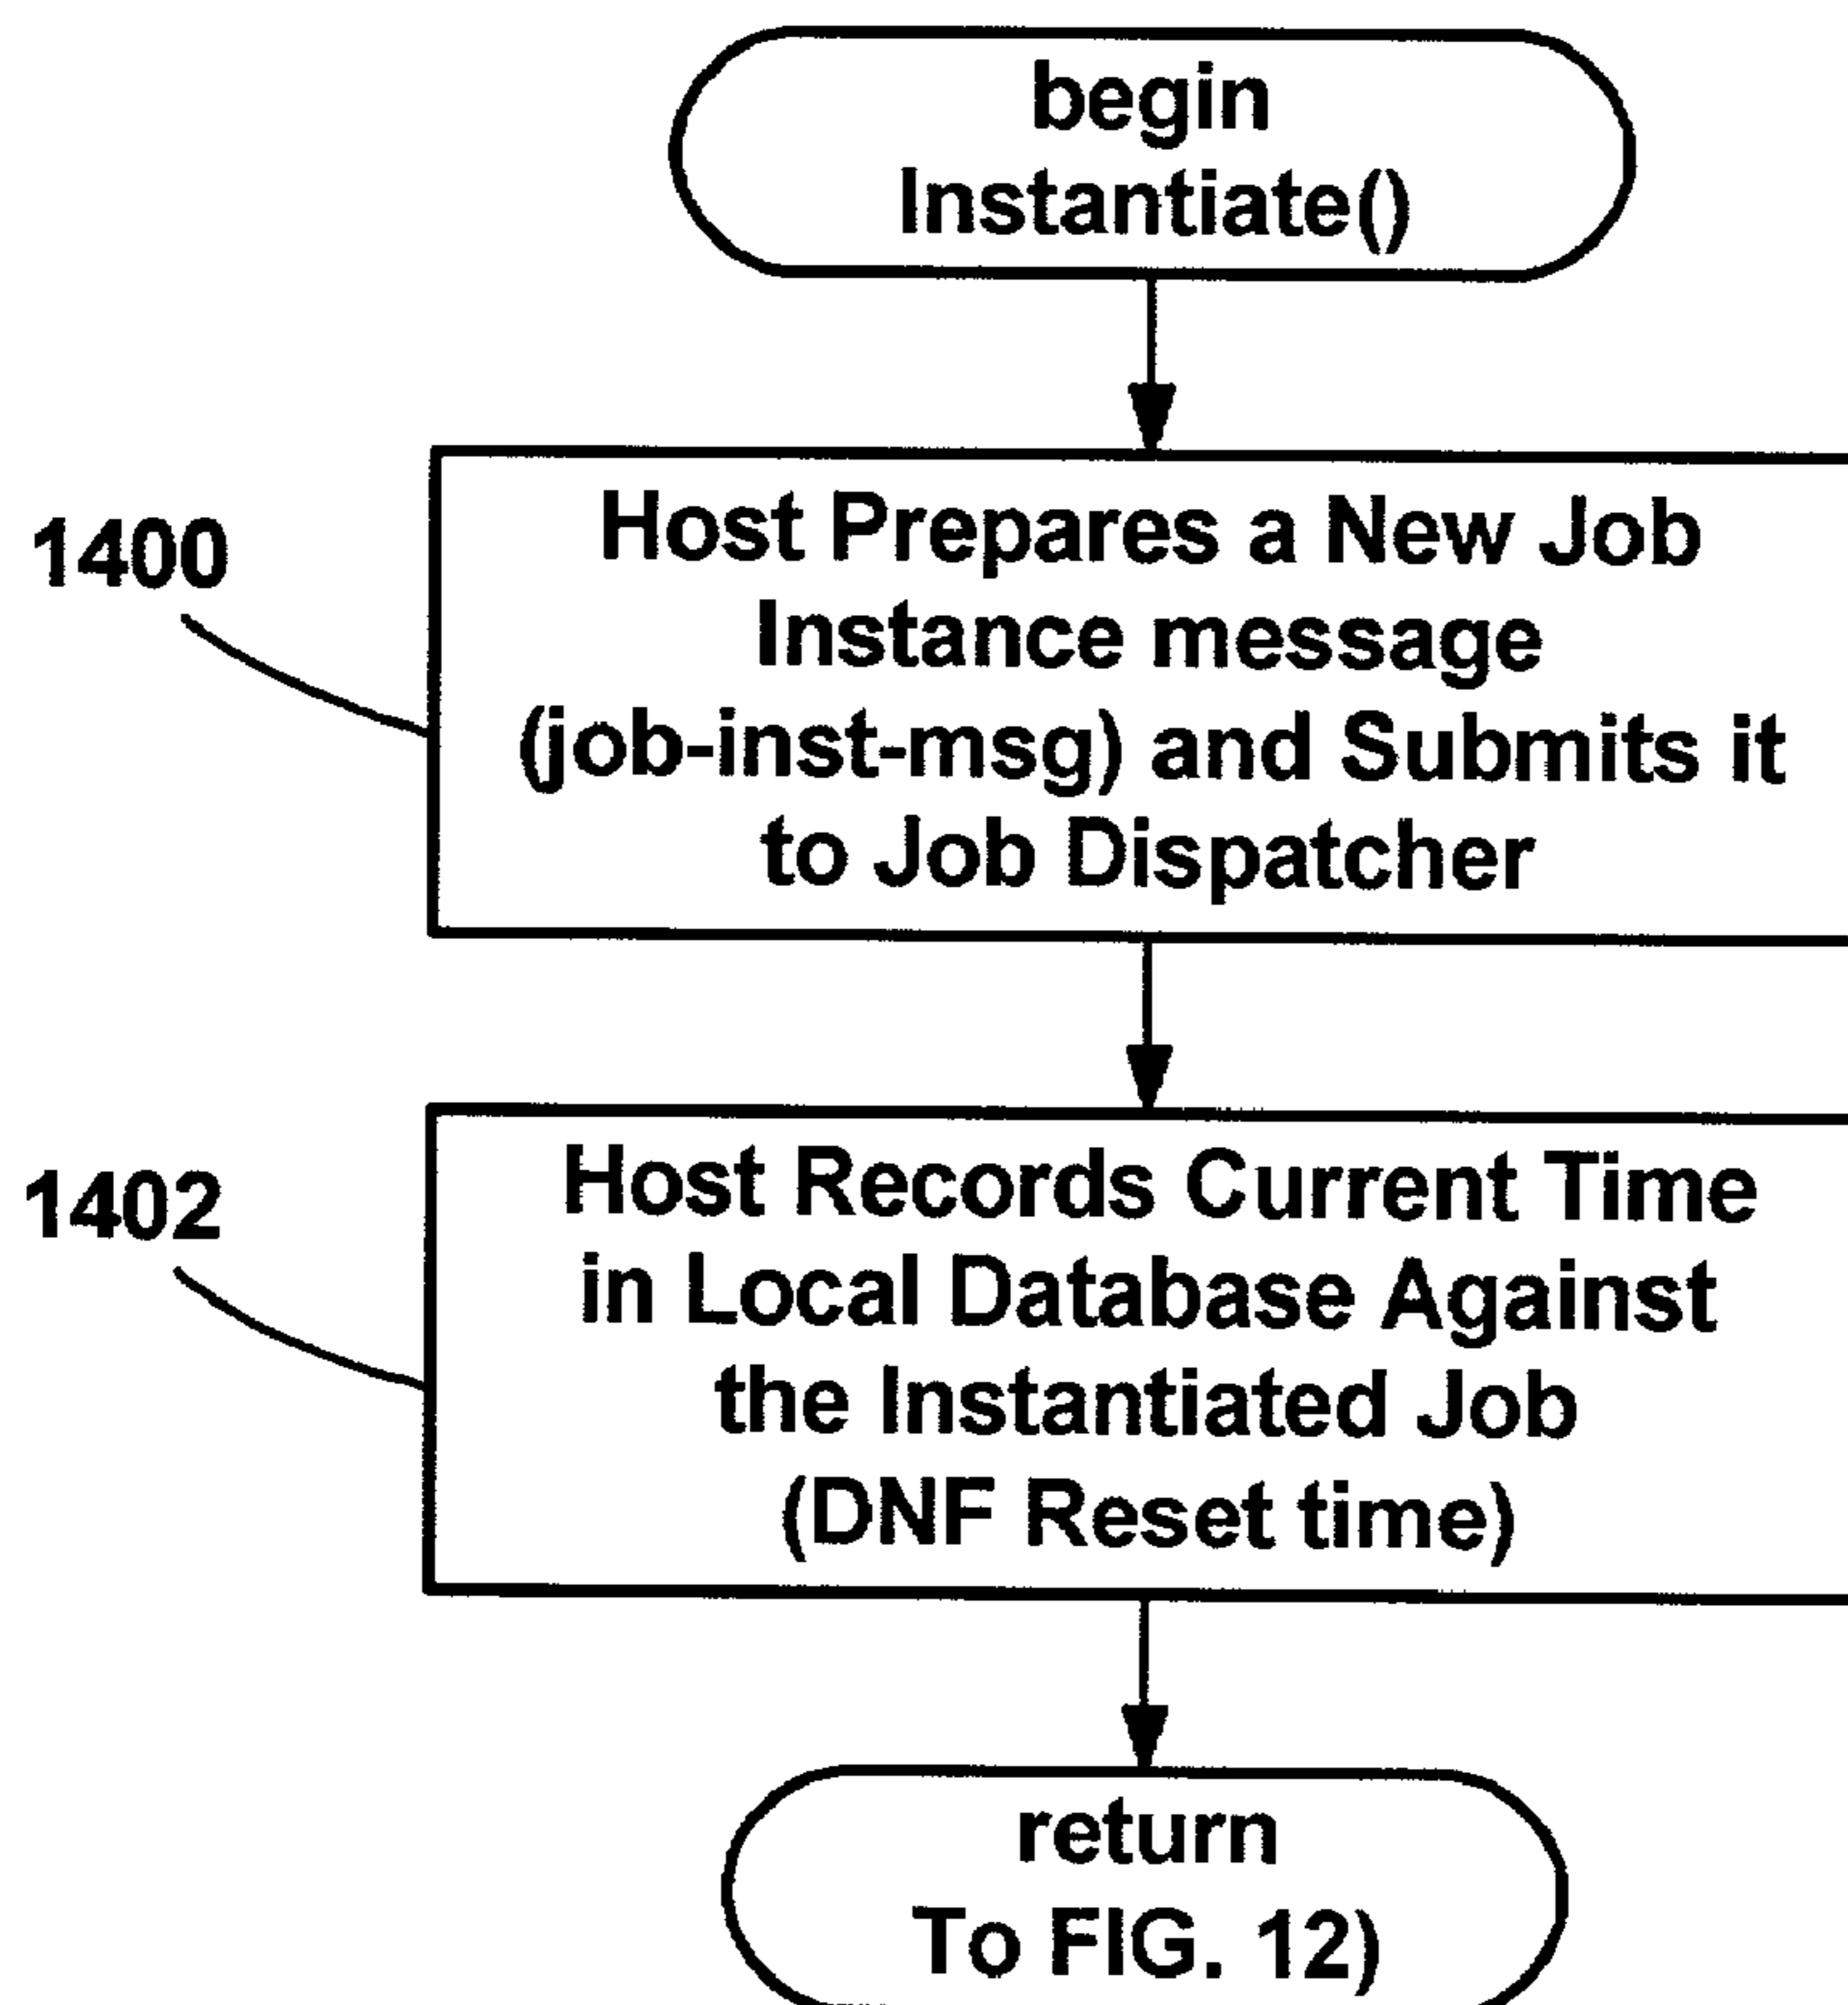 begin
Instantiate()
1400
Host Prepares a New Job
Instance message
(job-inst-msg) and Submits it
to Job Dispatcher
1402
Host Records Current Time
in Local Database Against
the Instantiated Job
(DNF Reset time)
return
To FIG. 12)